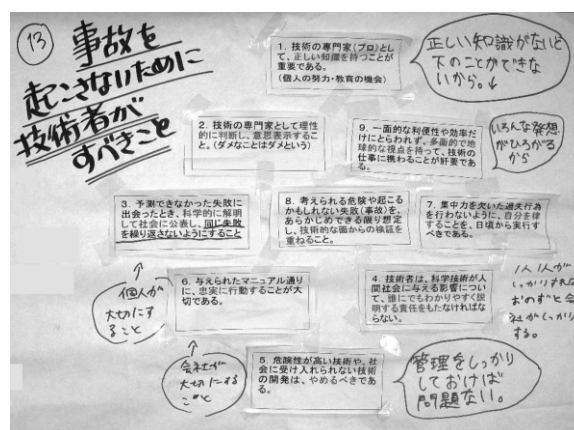 13
事故を
起こさないために
技術者が
すべきこと
1. 技術の専門家(プロ)とし
て、正しい知識を持つことが
重要である。
(個人の努力・教育の機会)
正しい知識がないと
下のことができな
いから。↓
2. 技術の専門家として理性
的に判断し、意思表示するこ
と。(ダメなことはダメという)
9. 一面的な利便性や効率だ
けにとらわれず、多面的で地
球的な視点を持って、技術の
仕事に携わることが肝要であ
る。
いろんな発想
がひろがる
から
3. 予測できなかった失敗に
出会ったとき、科学的に解明
して社会に公表し、同じ失敗
を繰り返さないようにすること
8. 考えられる危険や起こる
かもしれない失敗(事故)を、
あらかじめできる限り想定
し、技術的な面からの検証を
重ねること。
7. 集中力を欠いた過失行為
を行わないように、自分を律
することを、日頃から実行す
べきである。
個人が
大切にす
ること
6. 与えられたマニュアル通り
に、忠実に行動することが大
切である。
4. 技術者は、科学技術が人
間社会に与える影響につい
て、誰にでもわかりやすく説
明する責任をもたなければな
らない。
1人1人が
しっかりすれば
おのずと会
社がしっかり
する。
会社が
大切にする
こと
5. 危険性が高い技術や、社
会に受け入れられない技術
の開発は、やめるべきであ
る。
管理をしっかり
しておけば
問題ない。